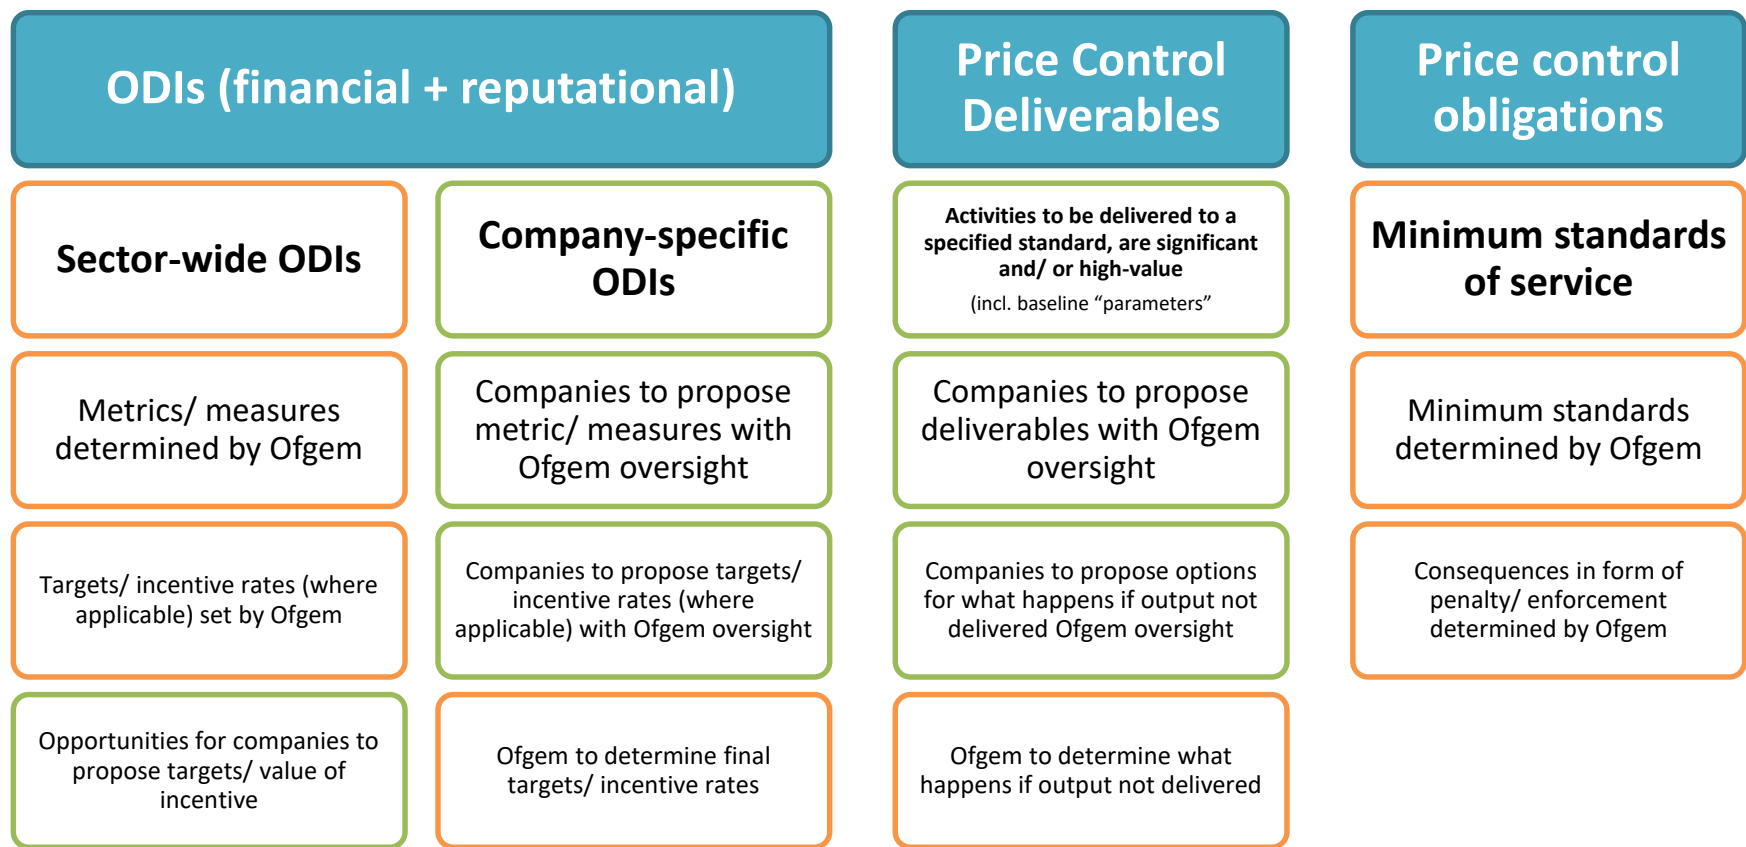 ODIs (financial + reputational)
Price Control
Deliverables
Price control
obligations
Sector-wide ODIs
Company-specific
ODIs
Activities to be delivered to a
specified standard, are significant
and/ or high-value
(incl. baseline “parameters”
Minimum standards
of service
Metrics/ measures
determined by Ofgem
Companies to propose
metric/ measures with
Ofgem oversight
Companies to propose
deliverables with Ofgem
oversight
Minimum standards
determined by Ofgem
Targets/ incentive rates (where
applicable) set by Ofgem
Companies to propose targets/
incentive rates (where
applicable) with Ofgem oversight
Companies to propose options
for what happens if output not
delivered Ofgem oversight
Consequences in form of
penalty/ enforcement
determined by Ofgem
Opportunities for companies to
propose targets/ value of
incentive
Ofgem to determine final
targets/ incentive rates
Ofgem to determine what
happens if output not delivered